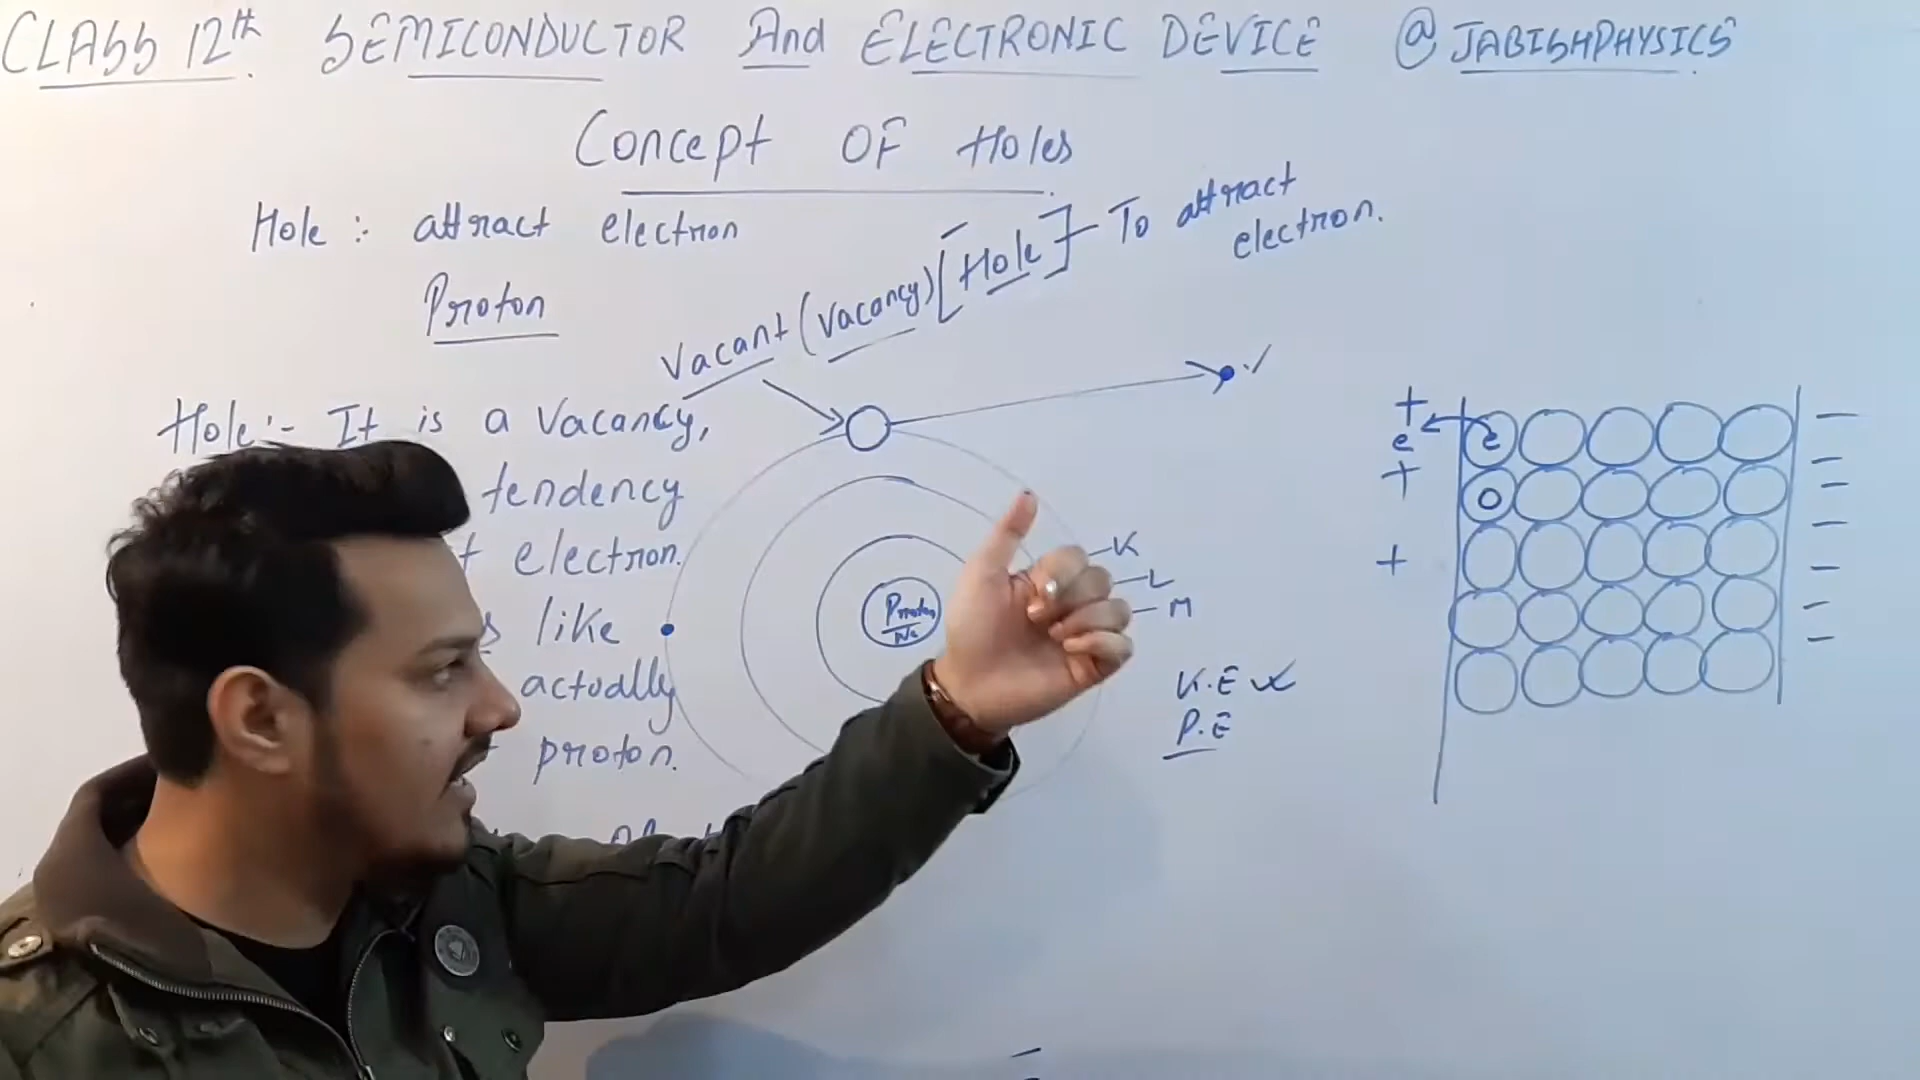 CLASS 12th SEMICONDUCTOR And ELECTRONIC DEVICE @JABISHPHYSICS
Concept OF Holes
Hole : attract electron
Proton
Vacant (Vacancy) [Hole] To attract
electron.
Hole:- It is a Vacancy,
tendency
electron.
like
actually
proton.
Proton
K
L
M
K.E
P.E
+
e
+
+
e
o